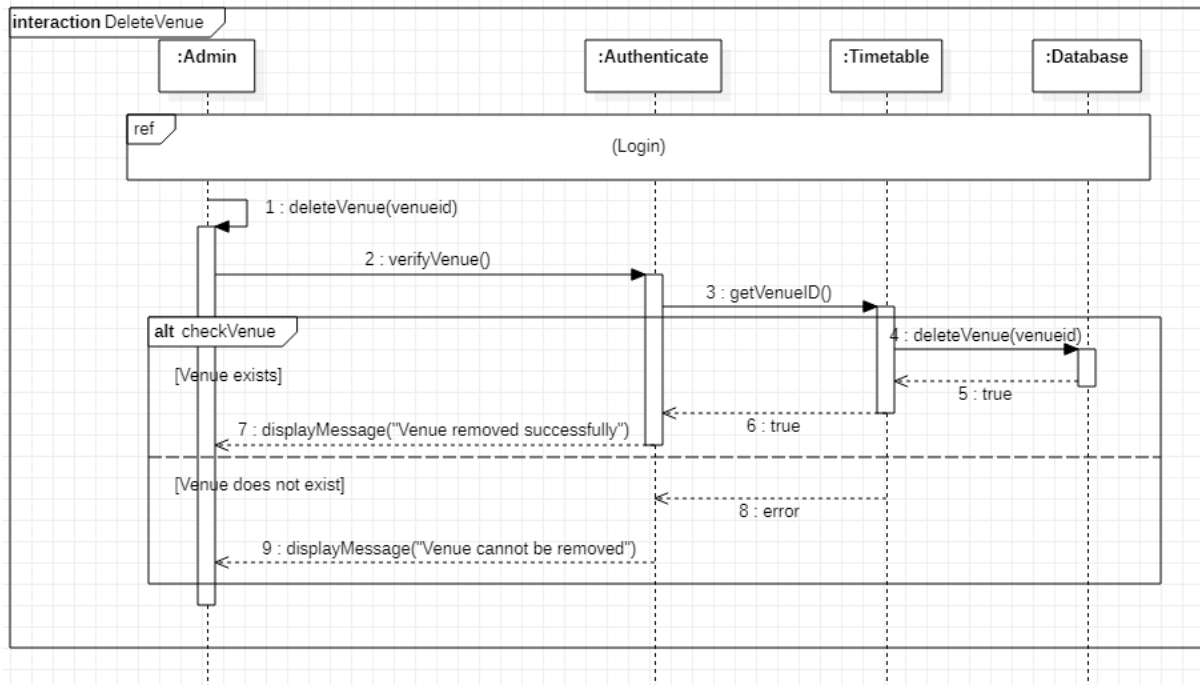 interaction DeleteVenue
:Admin
:Authenticate
:Timetable
:Database
ref
(Login)
1 : deleteVenue(venueid)
2 : verifyVenue()
3 : getVenueID()
alt checkVenue
4 : deleteVenue(venueid)
[Venue exists]
5 : true
6 : true
7 : displayMessage("Venue removed successfully")
[Venue does not exist]
8 : error
9 : displayMessage("Venue cannot be removed")